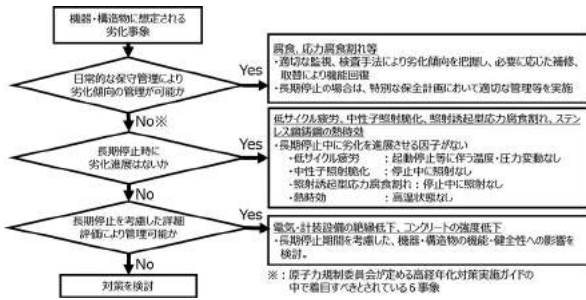 機器・構造物に想定される
劣化事象
日常的な保守管理により
劣化傾向の管理が可能か
Yes
腐食、応力腐食割れ等
・適切な監視、検査手法により劣化傾向を把握し、必要に応じた補修、
取替により機能回復
・長期停止の場合は、特別な保全計画において適切な管理等を実施
No※
長期停止時に
劣化進展はないか
Yes
低サイクル疲労、中性子照射脆化、照射誘起型応力腐食割れ、ステン
レス鋼鋳鋼の熱時効
・長期停止中に劣化を進展させる因子がない
・低サイクル疲労 :起動停止等に伴う温度・圧力変動なし
・中性子照射脆化 :停止中に照射なし
・照射誘起型応力腐食割れ:停止中に照射なし
・熱時効 :高温状態なし
No
長期停止を考慮した詳細
評価により管理可能か
Yes
電気・計装設備の絶縁低下、コンクリートの強度低下
・長期停止期間を考慮した、機器・構造物の機能・健全性への影響を
検討。
No
対策を検討
※:原子力規制委員会が定める高経年化対策実施ガイドの
中で着目すべきとされている6事象